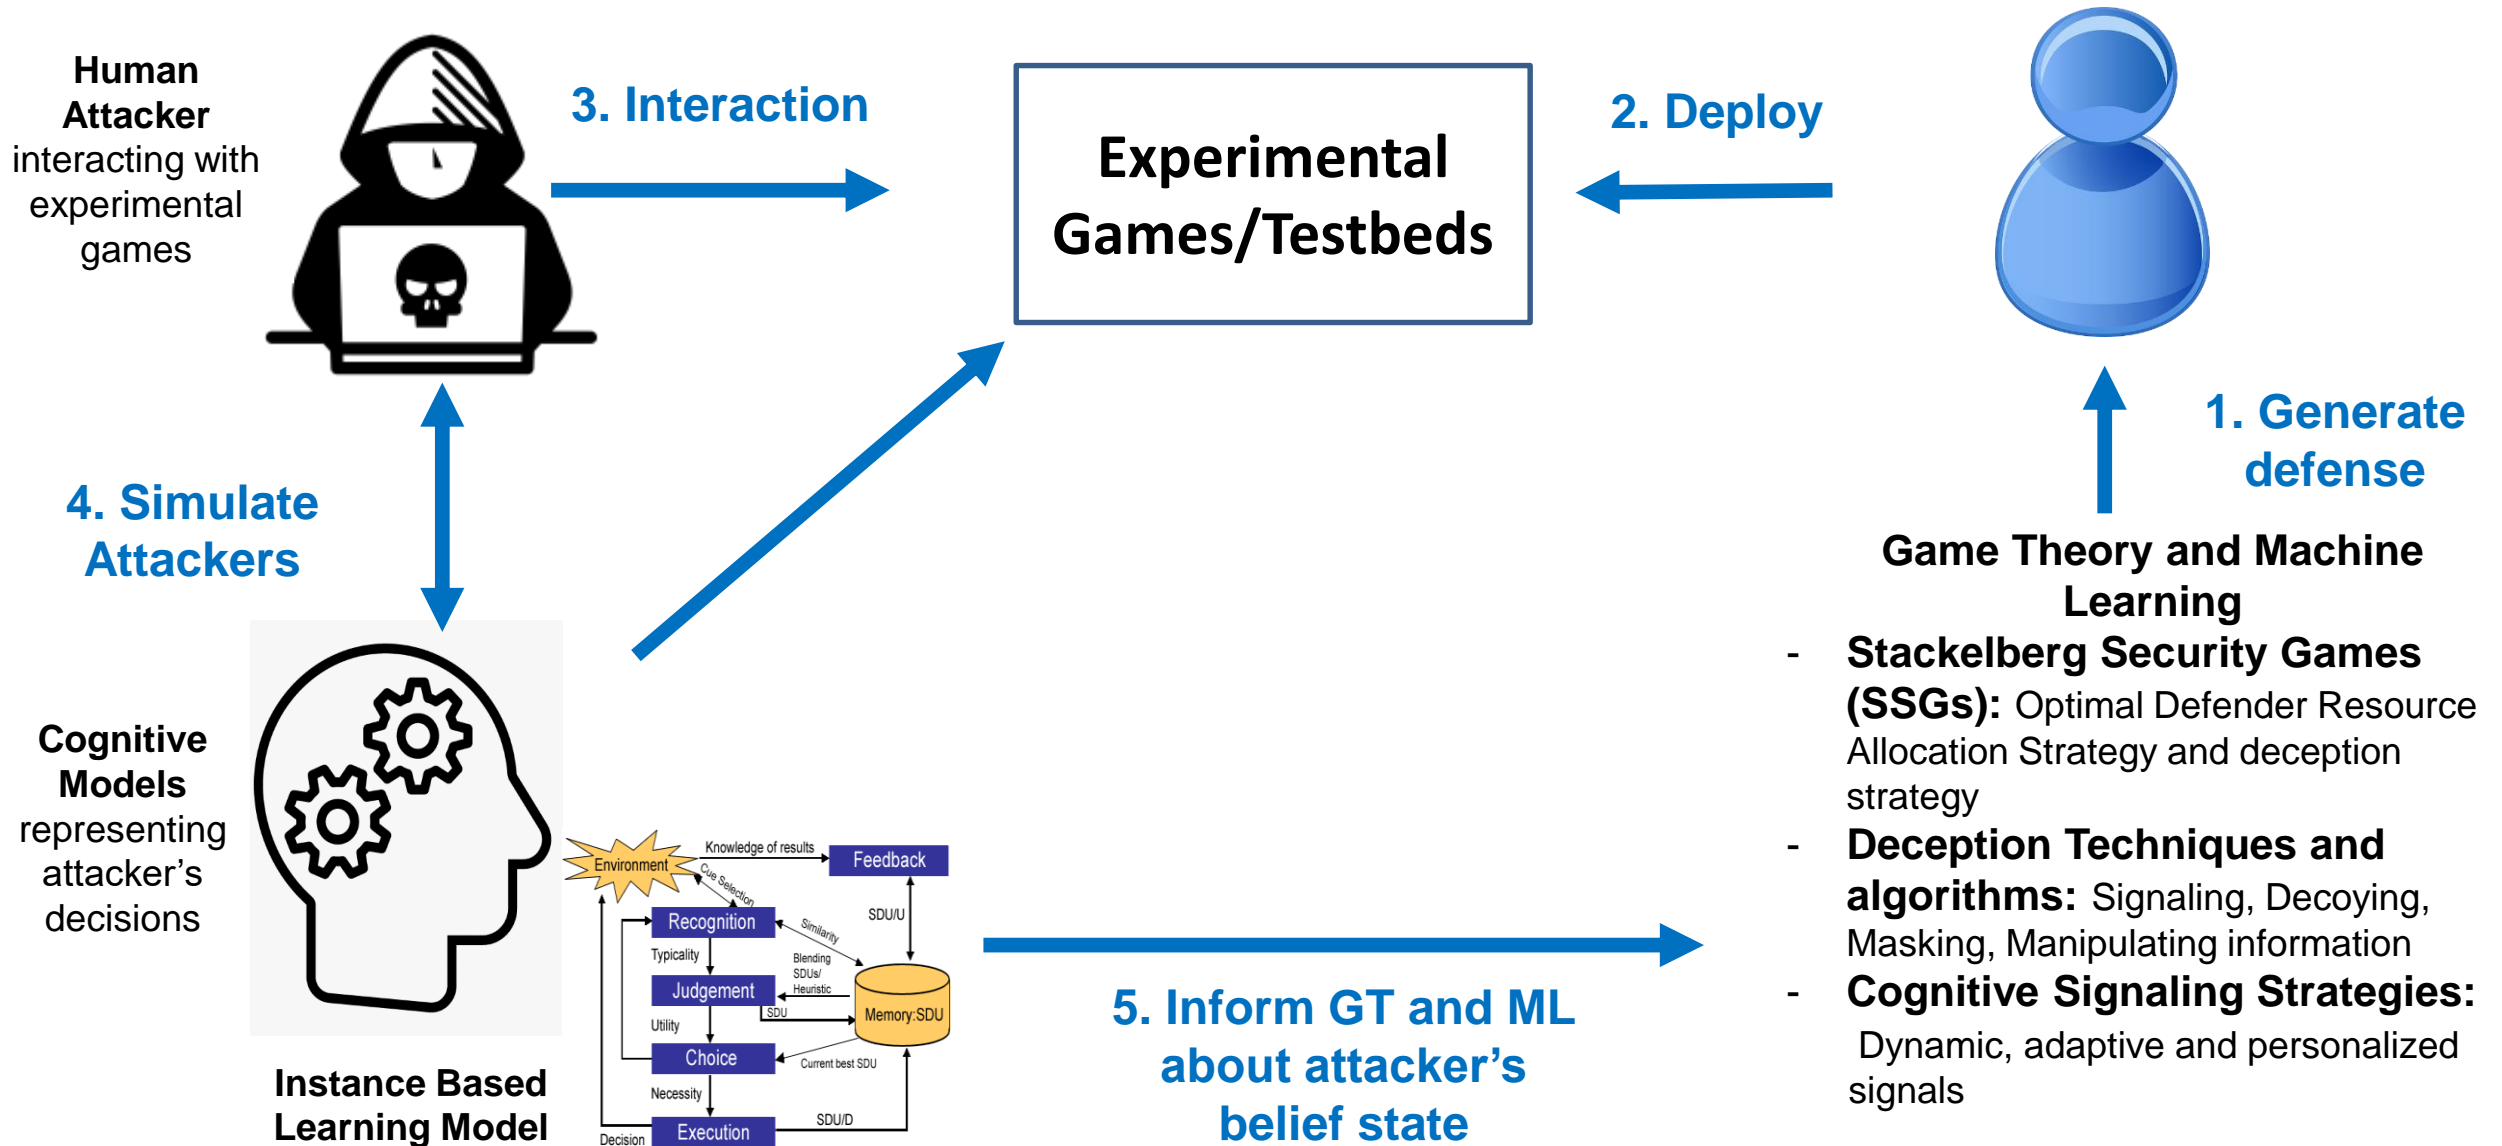 Human
Attacker
interacting with
experimental
games
3. Interaction
Experimental
Games/Testbeds
2. Deploy
1. Generate
defense
4. Simulate
Attackers
Game Theory and Machine
Learning
- Stackelberg Security Games
(SSGs): Optimal Defender Resource
Allocation Strategy and deception
strategy
- Deception Techniques and
algorithms: Signaling, Decoying,
Masking, Manipulating information
- Cognitive Signaling Strategies:
Dynamic, adaptive and personalized
signals
Cognitive
Models
representing
attacker’s
decisions
Instance Based
Learning Model
Environment
Knowledge of results
Feedback
Cue Selection
Recognition
SDU/U
Similarity
Typicality
Blending
SDUs/
Heuristic
Judgement
SDU
Memory:SDU
Utility
Choice
Current best SDU
Necessity
SDU/D
Execution
Decision
5. Inform GT and ML
about attacker’s
belief state